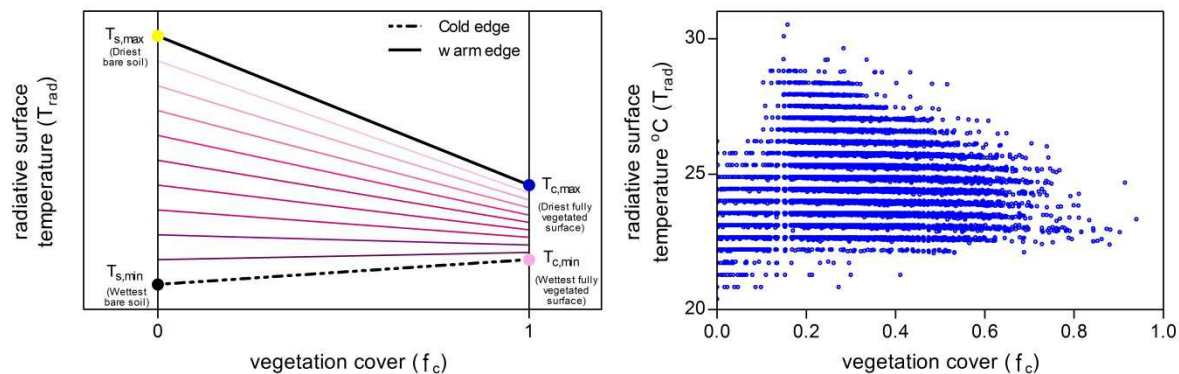 radiative surface
temperature (T_rad)
T_s,max
(Driest
bare soil)
T_s,min
(Wettest
bare soil)
Cold edge
w arm edge
T_c,max
(Driest fully
vegetated
surface)
T_c,min
(Wettest fully
vegetated
surface)
0
1
vegetation cover (f_c)
radiative surface
temperature °C (T_rad)
30
25
20
0.0
0.2
0.4
0.6
0.8
1.0
vegetation cover (f_c)